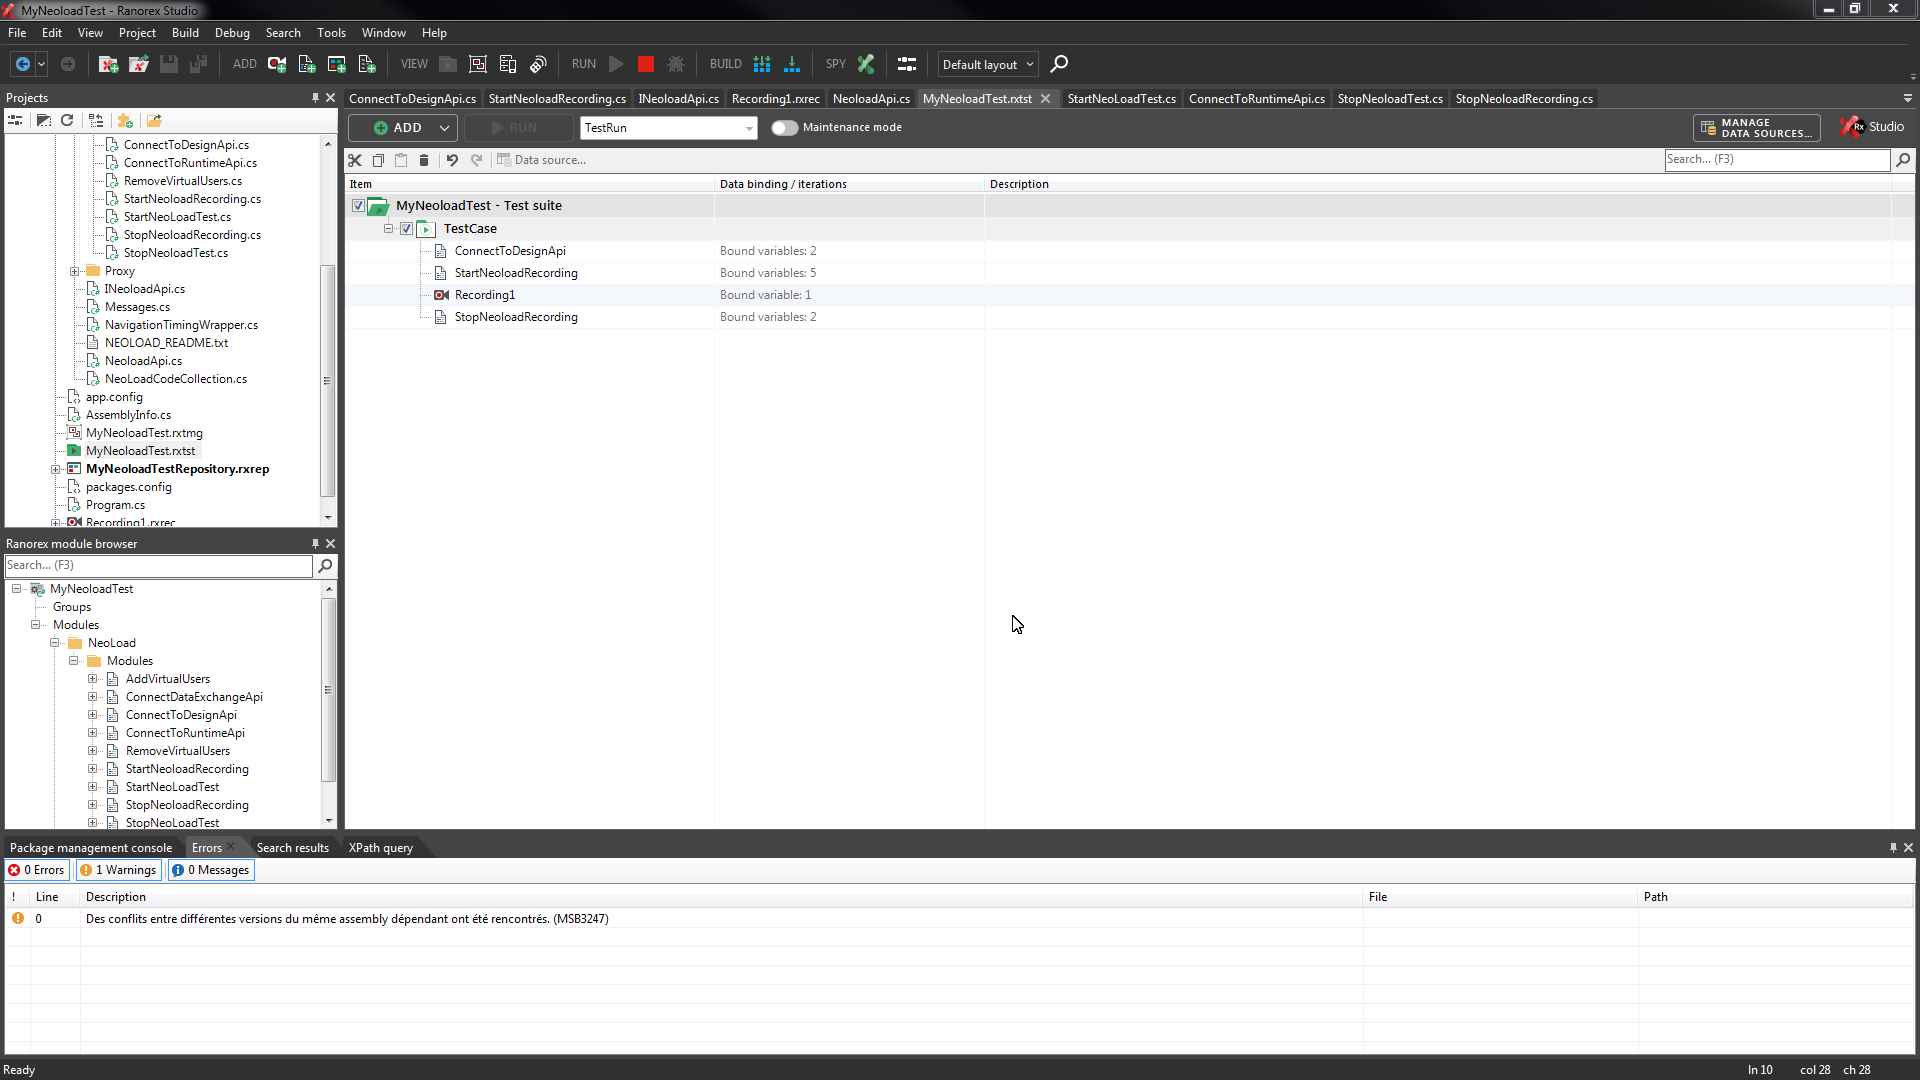 MyNeoloadTest - Ranorex Studio
File Edit View Project Build Debug Search Tools Window Help
ADD VIEW RUN BUILD SPY Default layout
Projects
ConnectToDesignApi.cs StartNeoloadRecording.cs INeoloadApi.cs Recording1.rxrec NeoloadApi.cs MyNeoloadTest.rxtst StartNeoLoadTest.cs ConnectToRuntimeApi.cs StopNeoloadTest.cs StopNeoloadRecording.cs
ADD RUN TestRun Maintenance mode MANAGE DATA SOURCES... Rx Studio
Data source... Search... (F3)
Item Data binding / iterations Description
MyNeoloadTest - Test suite
TestCase
ConnectToDesignApi Bound variables: 2
StartNeoloadRecording Bound variables: 5
Recording1 Bound variable: 1
StopNeoloadRecording Bound variables: 2
ConnectToDesignApi.cs
ConnectToRuntimeApi.cs
RemoveVirtualUsers.cs
StartNeoloadRecording.cs
StartNeoLoadTest.cs
StopNeoloadRecording.cs
StopNeoloadTest.cs
Proxy
INeoloadApi.cs
Messages.cs
NavigationTimingWrapper.cs
NEOLOAD_README.txt
NeoloadApi.cs
NeoLoadCodeCollection.cs
app.config
AssemblyInfo.cs
MyNeoloadTest.rxtmg
MyNeoloadTest.rxtst
MyNeoloadTestRepository.rxrep
packages.config
Program.cs
Recording1.rxrec
Ranorex module browser
Search... (F3)
MyNeoloadTest
Groups
Modules
NeoLoad
Modules
AddVirtualUsers
ConnectDataExchangeApi
ConnectToDesignApi
ConnectToRuntimeApi
RemoveVirtualUsers
StartNeoloadRecording
StartNeoLoadTest
StopNeoloadRecording
StopNeoLoadTest
Package management console Errors Search results XPath query
0 Errors 1 Warnings 0 Messages
! Line Description File Path
0 Des conflits entre différentes versions du même assembly dépendant ont été rencontrés. (MSB3247)
Ready ln 10 col 28 ch 28